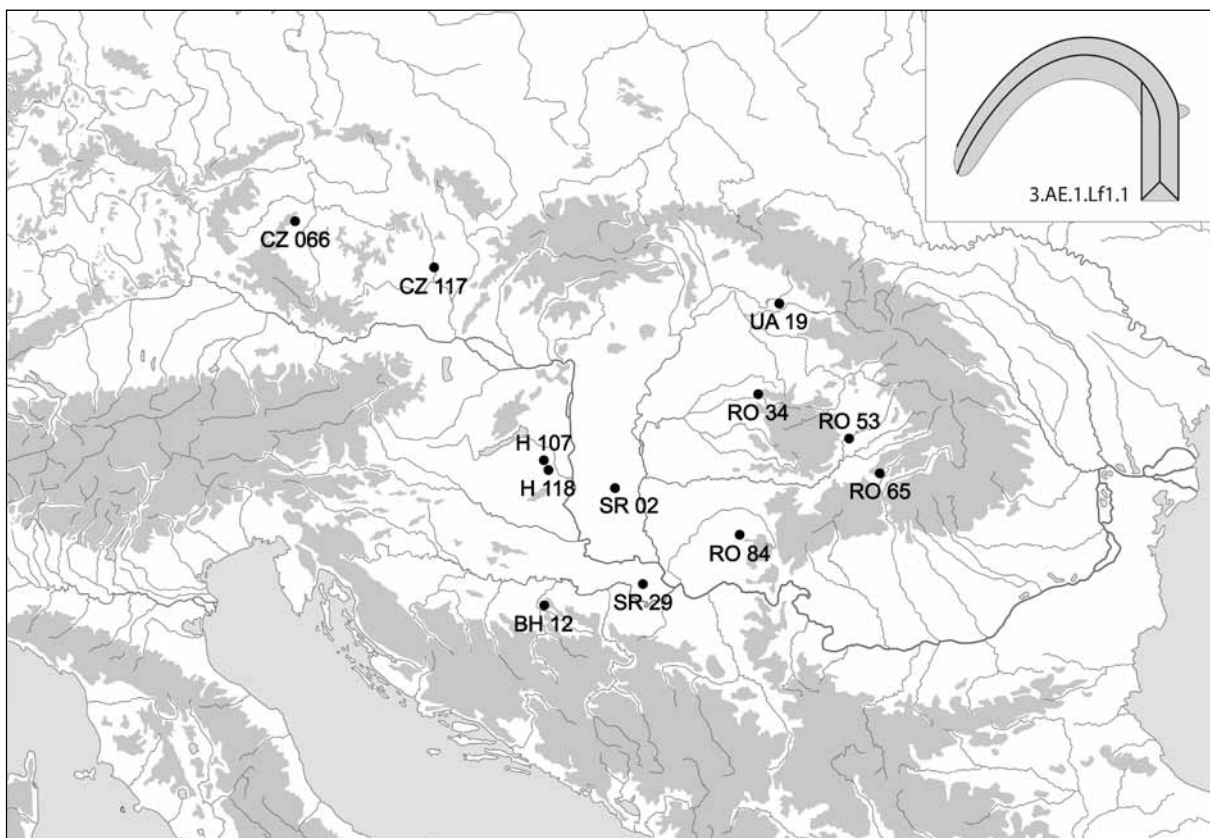 3.AE.1.Lf1.1
CZ 066
CZ 117
UA 19
RO 34
RO 53
H 107
H 118
SR 02
RO 65
RO 84
SR 29
BH 12